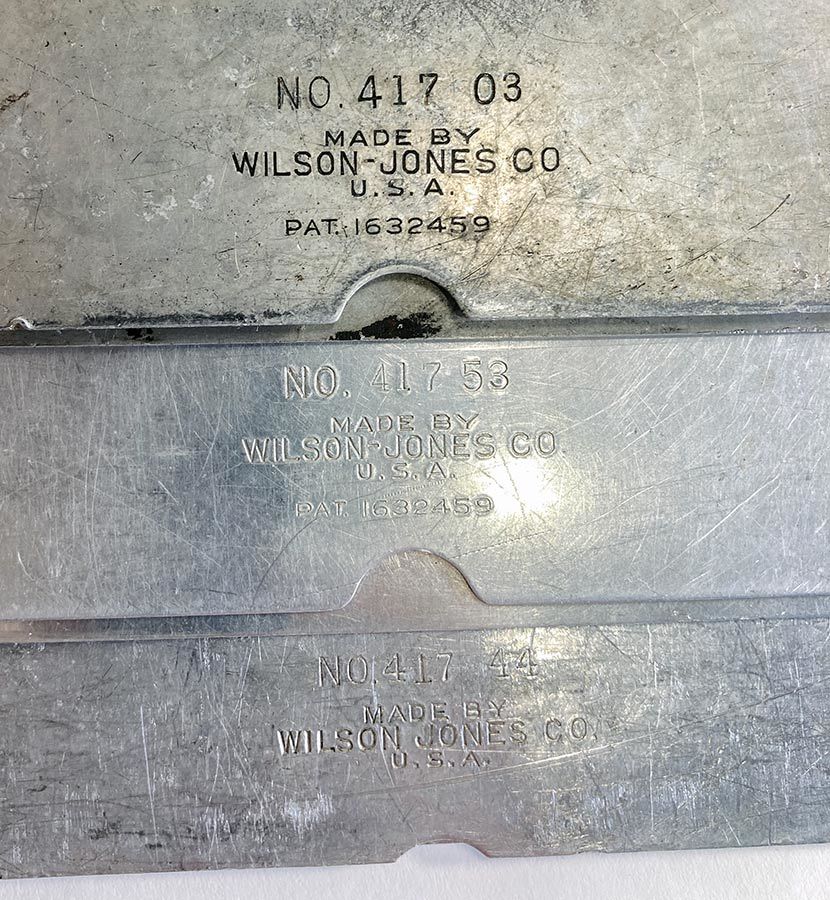 NO. 417 03
MADE BY
WILSON-JONES CO
U.S.A.
PAT. 1632459
NO. 417 53
MADE BY
WILSON-JONES CO.
U.S.A.
PAT. 1632459
NO. 417 44
MADE BY
WILSON JONES CO.
U.S.A.